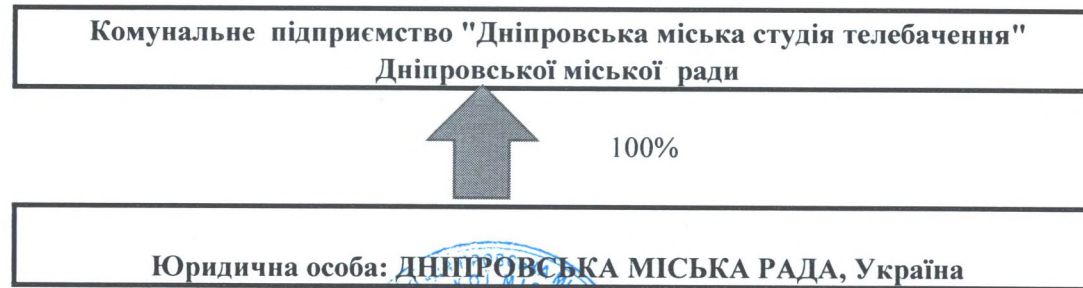 Комунальне підприємство "Дніпровська міська студія телебачення"
Дніпровської міської ради
100%
Юридична особа: ДНІПРОВСЬКА МІСЬКА РАДА, Україна